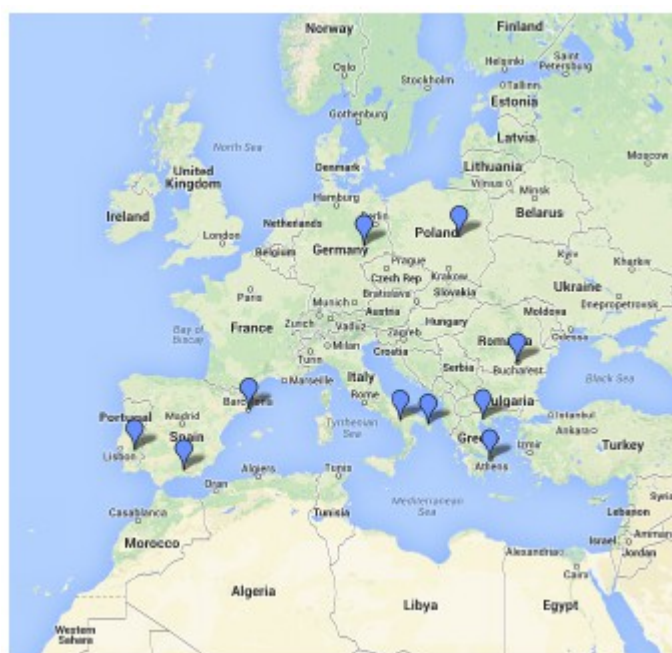 Norway
Finland
Oslo
Helsinki
Saint
Petersburg
Stockholm
Tallinn
Estonia
Gothenburg
Latvia
North Sea
Denmark
Lithuania
Moscow
United
Kingdom
Vilnius
Minsk
Hamburg
Ireland
Netherlands
Berlin
Poland
Belarus
London
Germany
Belgium
Prague
Kyiv
Kharkiv
Czech Rep
Krakow
Paris
Bratislava
Slovakia
Ukraine
Munich
Austria
Dnepropetrovsk
France
Zurich
Vaduz
Hungary
Moldova
Bay of
Biscay
Milan
Zagreb
Odessa
Turin
Croatia
Romania
Serbia
Bucharest
Marseille
Italy
Black Sea
Barcelona
Rome
Bulgaria
Portugal
Madrid
Istanbul
Tyrrhenian
Sea
Ankara
Spain
Greece
Izmir
Turkey
Lisbon
Athens
Algiers
Tunis
Oran
Syria
Casablanca
Tunisia
Mediterranean
Sea
Lebanon
Morocco
Israel
Amman
Alexandria
Jordan
Cairo
Algeria
Libya
Egypt
Western
Sahara